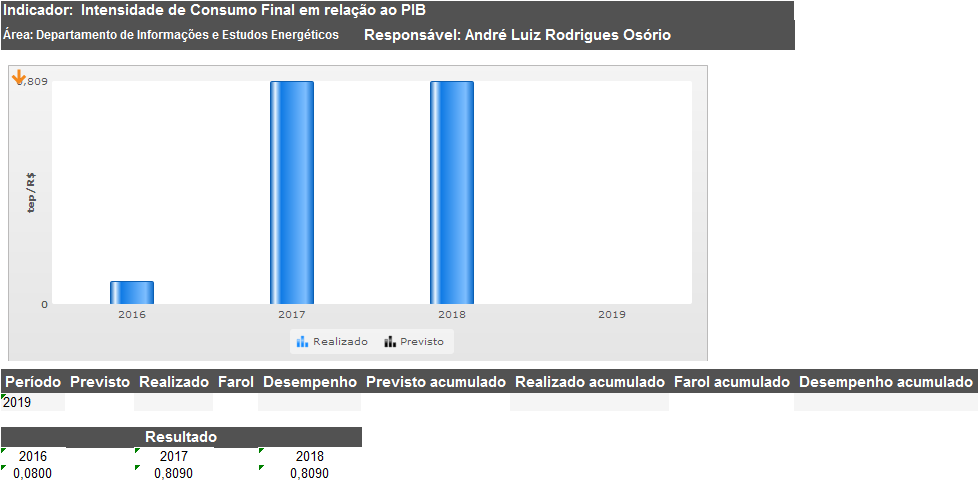 Indicador: Intensidade de Consumo Final em relação ao PIB
Área: Departamento de Informações e Estudos Energéticos Responsável: André Luiz Rodrigues Osório
0,809
tep/R$
0
2016 2017 2018 2019
Realizado Previsto
Período Previsto Realizado Farol Desempenho Previsto acumulado Realizado acumulado Farol acumulado Desempenho acumulado
2019
Resultado
2016 2017 2018
0,0800 0,8090 0,8090